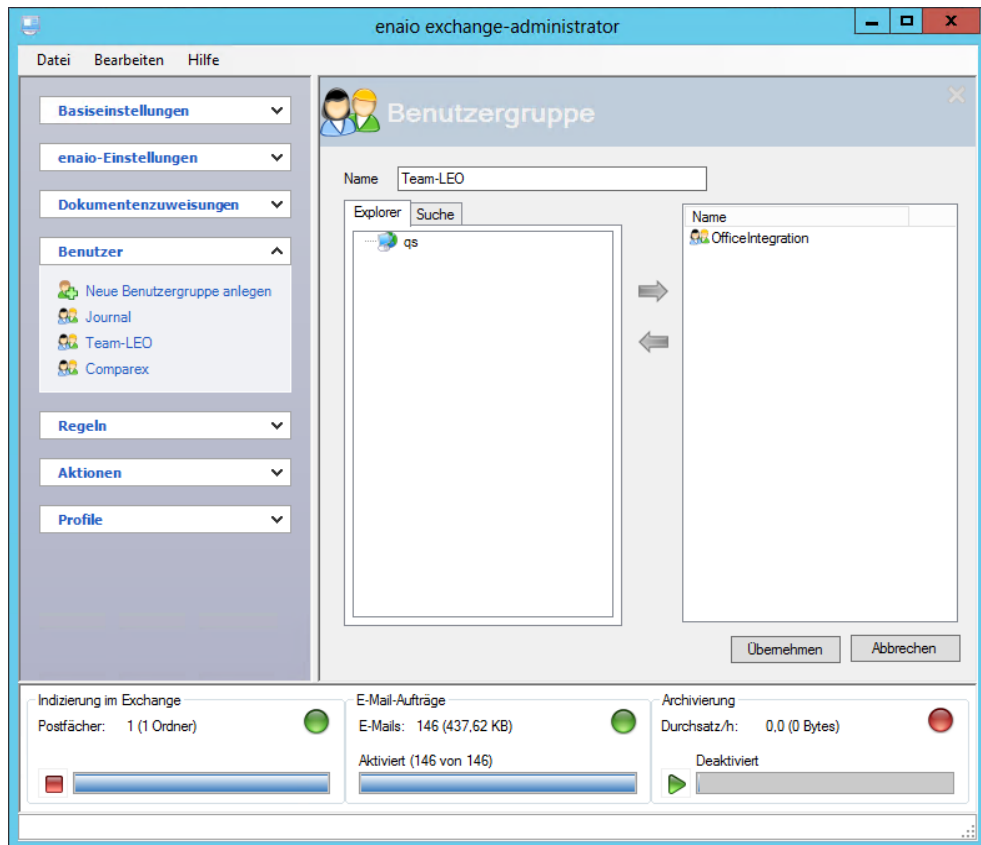 enaio exchange-administrator
Datei Bearbeiten Hilfe
Basiseinstellungen
enaio-Einstellungen
Dokumentenzuweisungen
Benutzer
Neue Benutzergruppe anlegen
Journal
Team-LEO
Comparex
Regeln
Aktionen
Profile
Benutzergruppe
Name Team-LEO
Explorer Suche
qs
Name
OfficeIntegration
Übernehmen Abbrechen
Indizierung im Exchange
Postfächer: 1 (1 Ordner)
E-Mail-Aufträge
E-Mails: 146 (437,62 KB)
Aktiviert (146 von 146)
Archivierung
Durchsatz/h: 0,0 (0 Bytes)
Deaktiviert